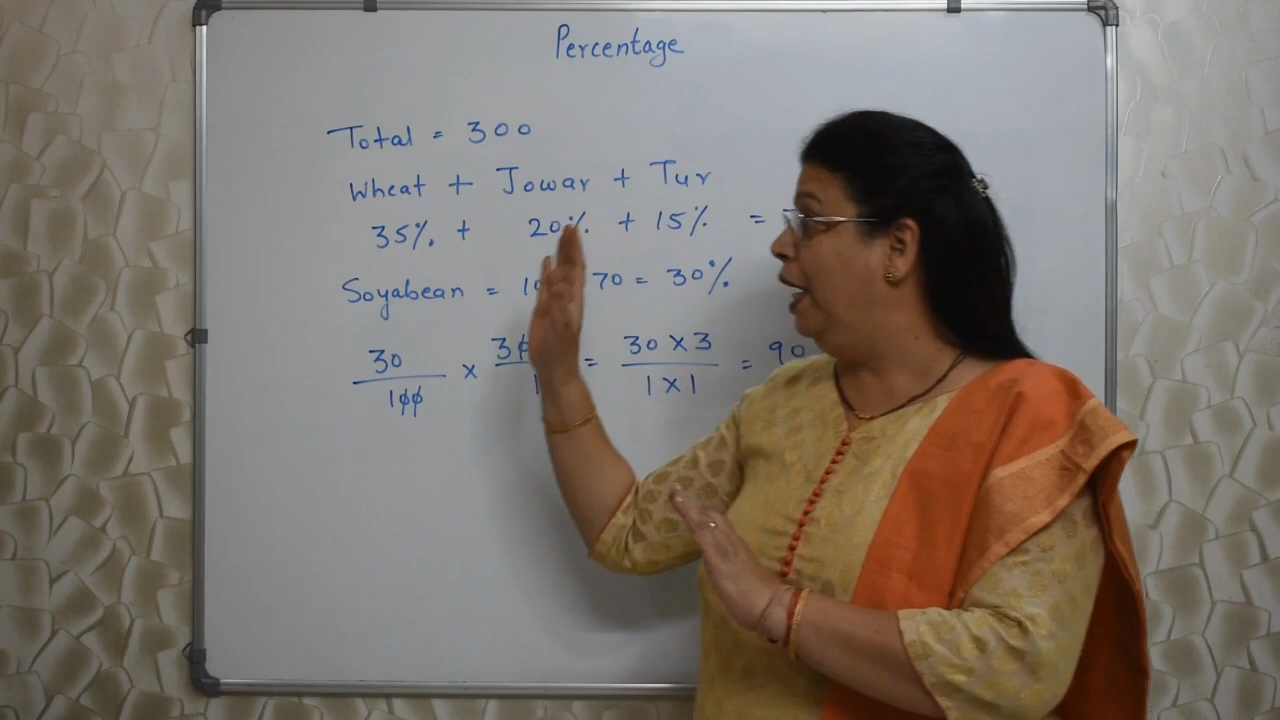 Percentage
Total = 300
Wheat + Jowar + Tur
35% + 20% + 15% =
Soyabean = 70 = 30%
30 / 100 × = 30 × 3 / 1 × 1 = 90